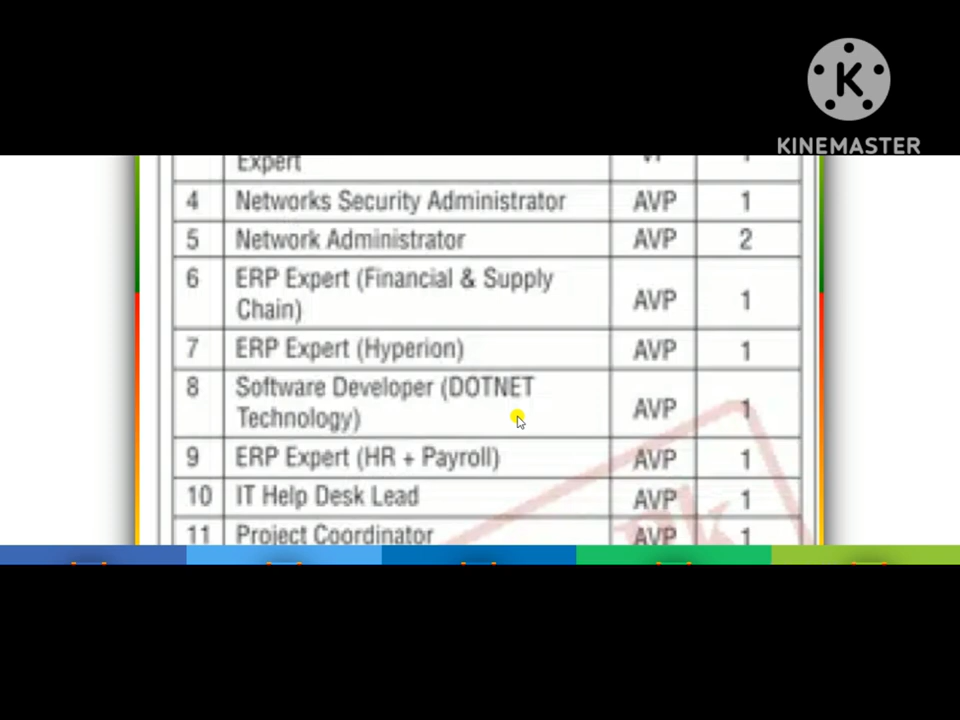 KINEMASTER
Expert
4 Networks Security Administrator AVP 1
5 Network Administrator AVP 2
6 ERP Expert (Financial & Supply
Chain) AVP 1
7 ERP Expert (Hyperion) AVP 1
8 Software Developer (DOTNET
Technology) AVP 1
9 ERP Expert (HR + Payroll) AVP 1
10 IT Help Desk Lead AVP 1
11 Project Coordinator AVP 1